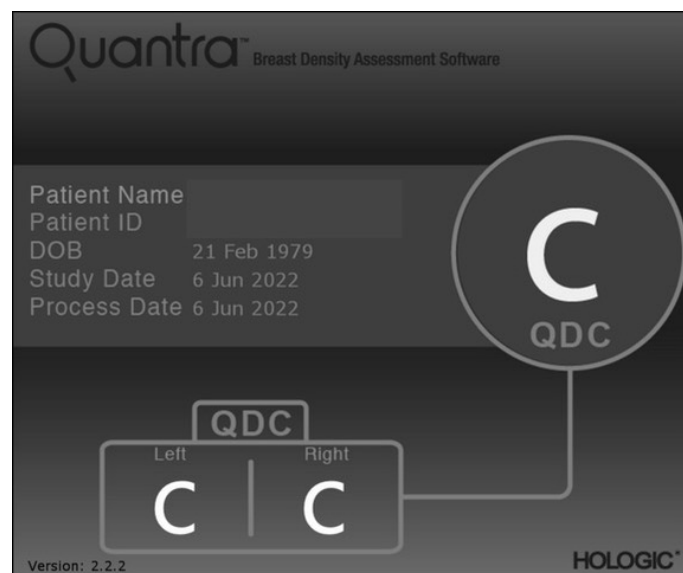 Quantra™ Breast Density Assessment Software
Patient Name
Patient ID
DOB 21 Feb 1979
Study Date 6 Jun 2022
Process Date 6 Jun 2022
C
QDC
QDC
Left Right
C C
Version: 2.2.2
HOLOGIC®